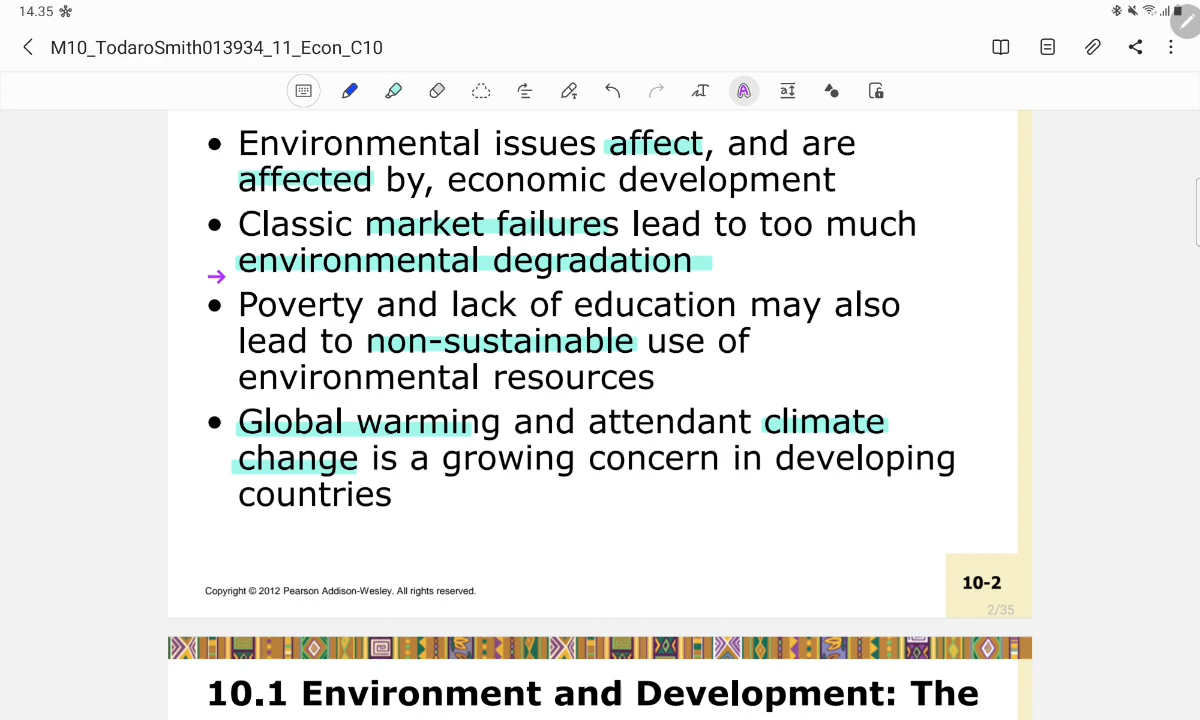 14.35
M10_TodaroSmith013934_11_Econ_C10
• Environmental issues affect, and are
affected by, economic development
• Classic market failures lead to too much
environmental degradation
→
• Poverty and lack of education may also
lead to non-sustainable use of
environmental resources
• Global warming and attendant climate
change is a growing concern in developing
countries
Copyright © 2012 Pearson Addison-Wesley. All rights reserved.
10-2
2/35
10.1 Environment and Development: The